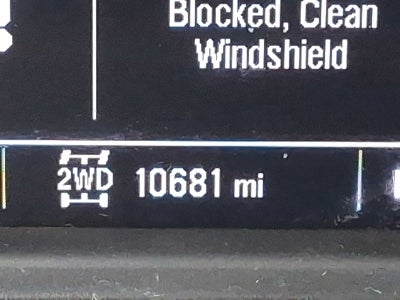 Blocked, Clean
Windshield
2WD 10681 mi